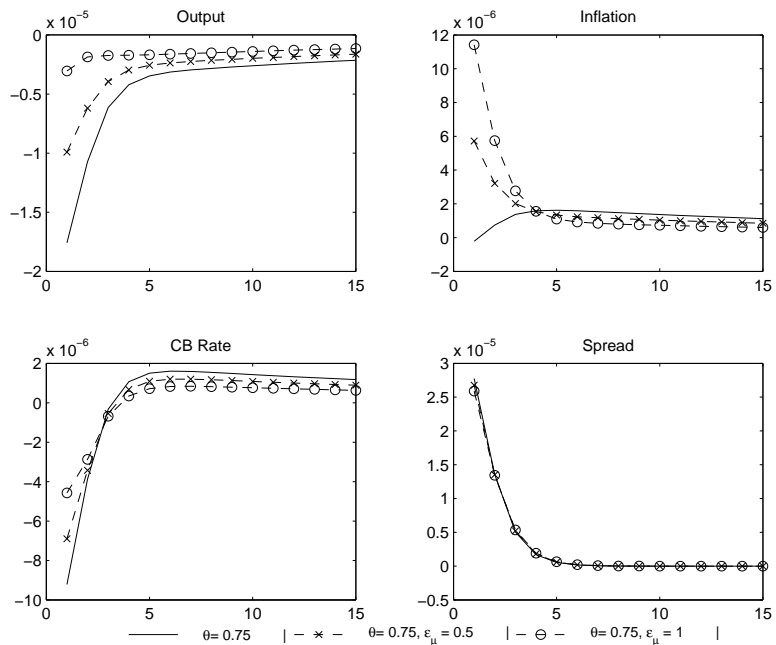 Output
x 10⁻⁵
0
−0.5
−1
−1.5
−2
0 5 10 15
Inflation
x 10⁻⁶
12
10
8
6
4
2
0
−2
0 5 10 15
CB Rate
x 10⁻⁶
2
0
−2
−4
−6
−8
−10
0 5 10 15
Spread
x 10⁻⁵
3
2.5
2
1.5
1
0.5
0
−0.5
0 5 10 15
θ= 0.75 | θ= 0.75, εμ = 0.5 | θ= 0.75, εμ = 1 |